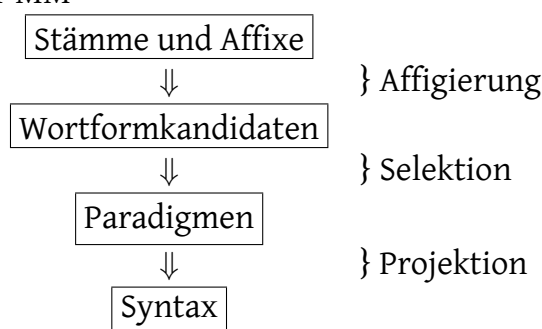 Stämme und Affixe
⇓ } Affigierung
Wortformkandidaten
⇓ } Selektion
Paradigmen
⇓ } Projektion
Syntax